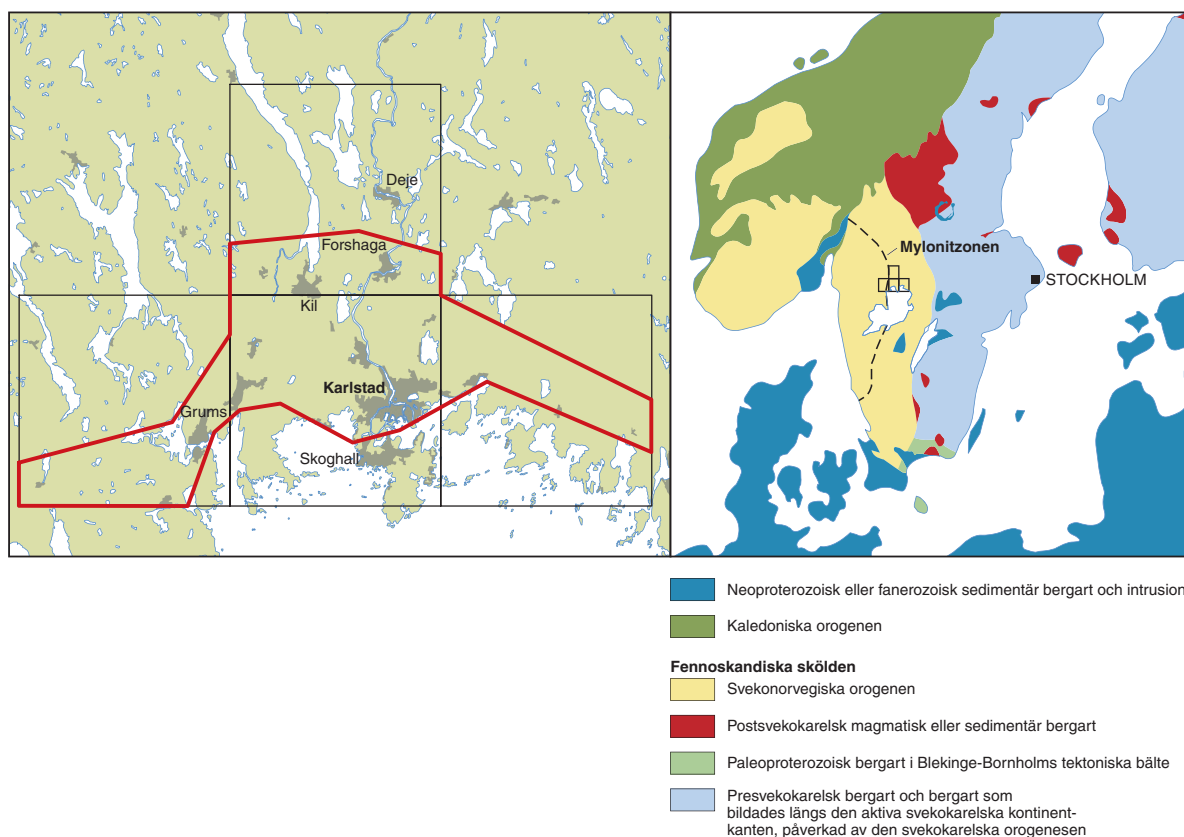 Deje
Forshaga
Kil
Karlstad
Grums
Skoghall
Mylonitzonen
STOCKHOLM
Neoproterozoisk eller fanerozoisk sedimentär bergart och intrusion
Kaledoniska orogenen
Fennoskandiska skölden
Svekonorvegiska orogenen
Postsvekokarelsk magmatisk eller sedimentär bergart
Paleoproterozoisk bergart i Blekinge-Bornholms tektoniska bälte
Presvekokarelsk bergart och bergart som
bildades längs den aktiva svekokarelska kontinent-
kanten, påverkad av den svekokarelska orogenesen